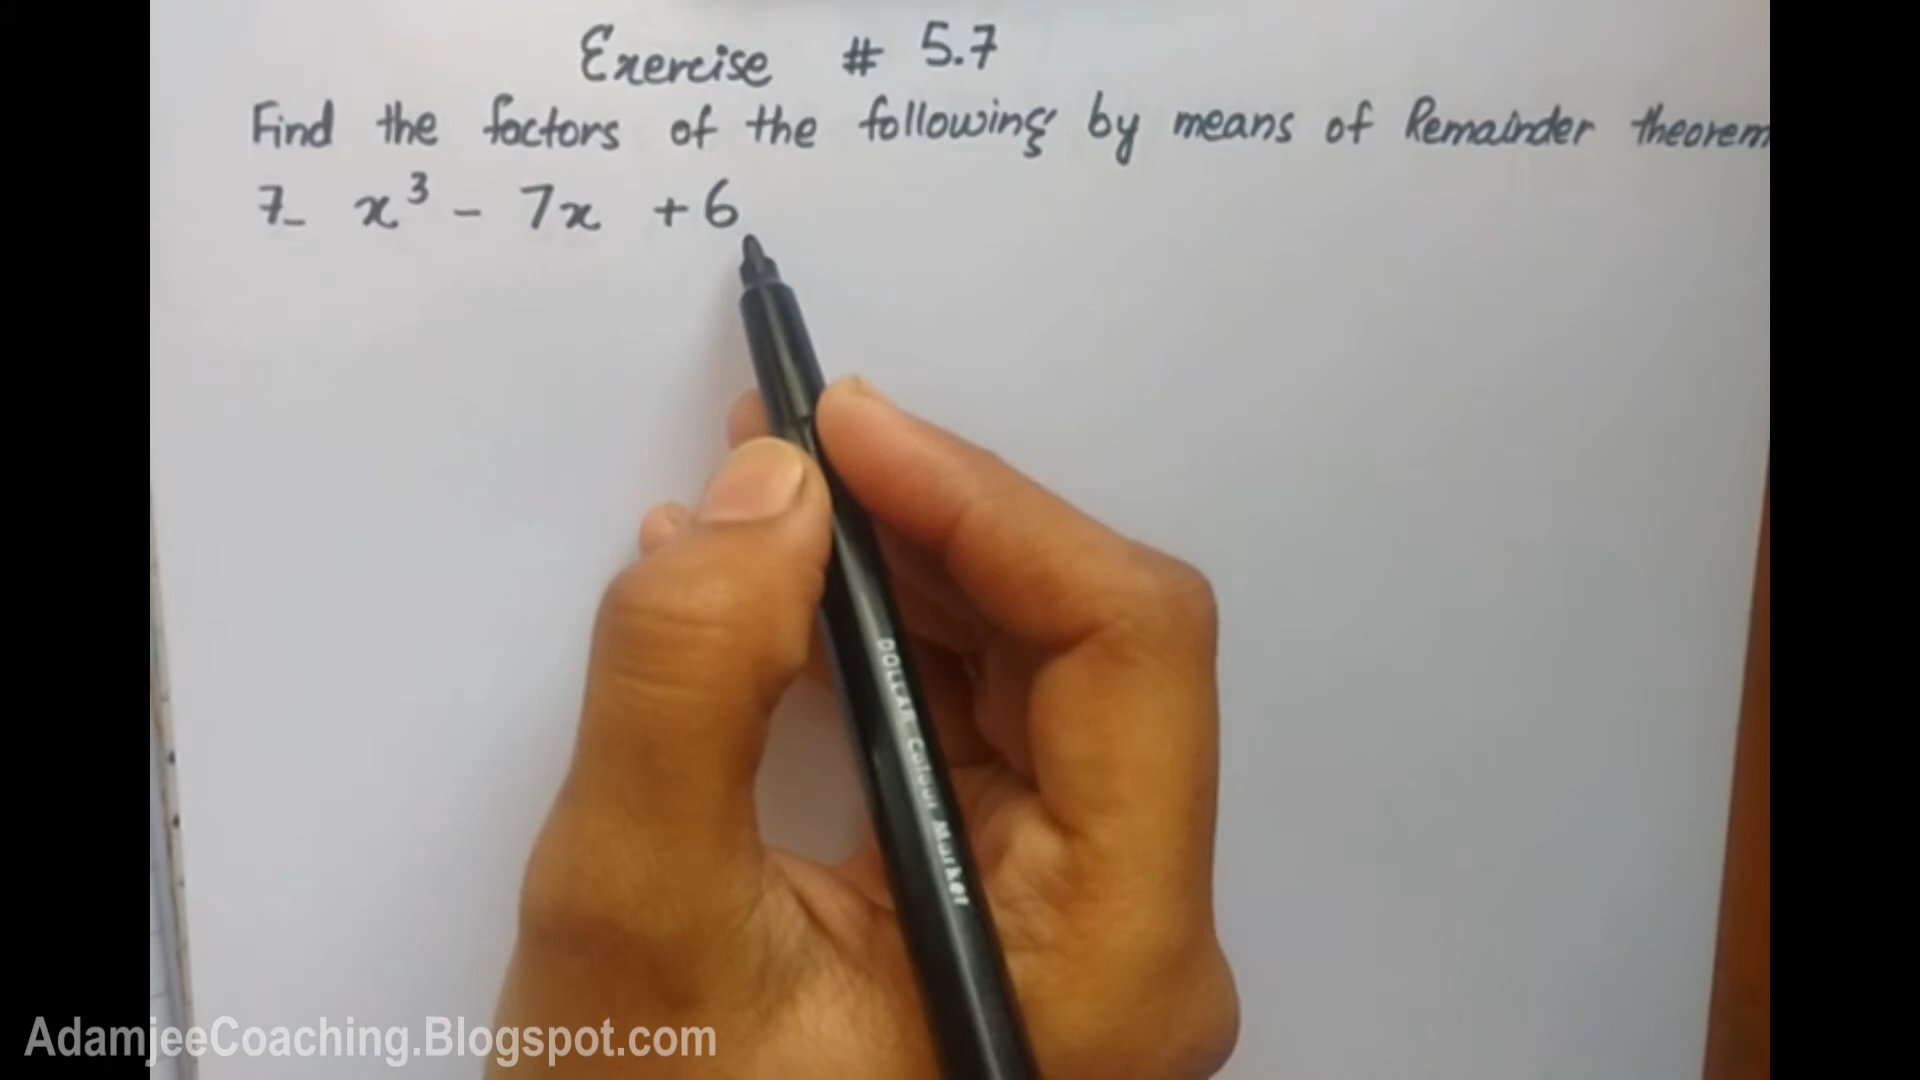 Exercise # 5.7
Find the factors of the following by means of Remainder theorem
7- x³ - 7x + 6
DOLLAR Colour Marker
AdamjeeCoaching.Blogspot.com